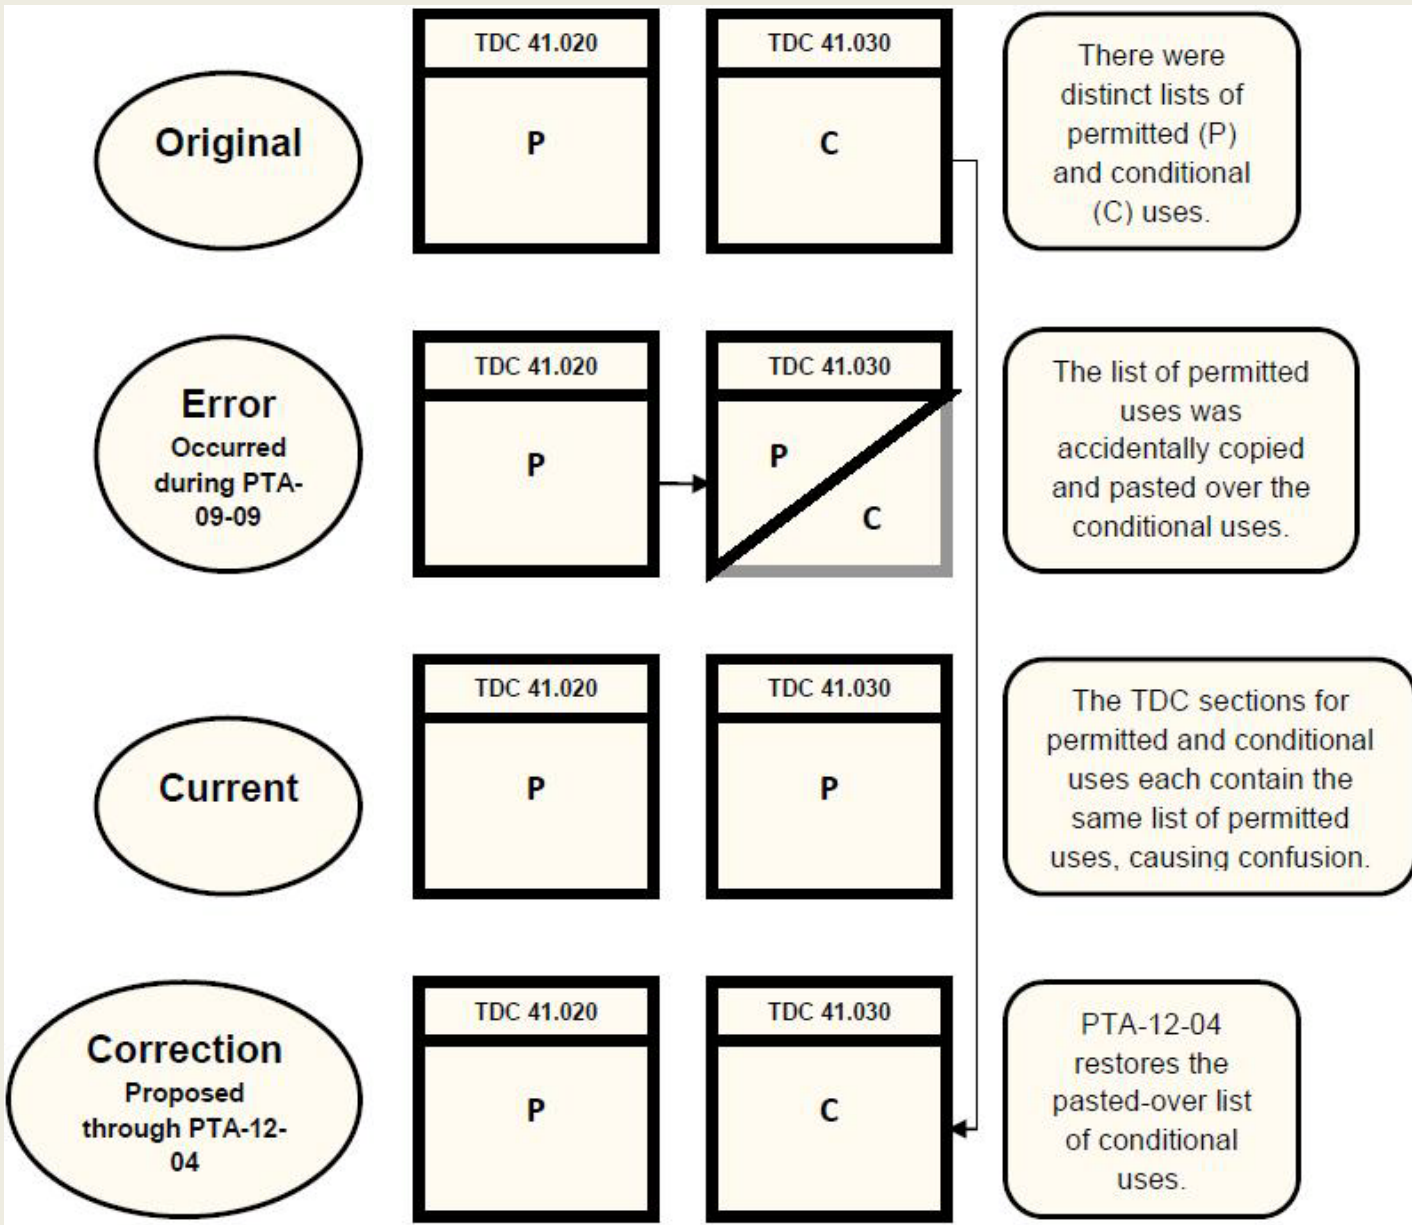 Original
TDC 41.020
P
TDC 41.030
C
There were
distinct lists of
permitted (P)
and conditional
(C) uses.
Error
Occurred
during PTA-
09-09
TDC 41.020
P
TDC 41.030
P
C
The list of permitted
uses was
accidentally copied
and pasted over the
conditional uses.
Current
TDC 41.020
P
TDC 41.030
P
The TDC sections for
permitted and conditional
uses each contain the
same list of permitted
uses, causing confusion.
Correction
Proposed
through PTA-12-
04
TDC 41.020
P
TDC 41.030
C
PTA-12-04
restores the
pasted-over list
of conditional
uses.